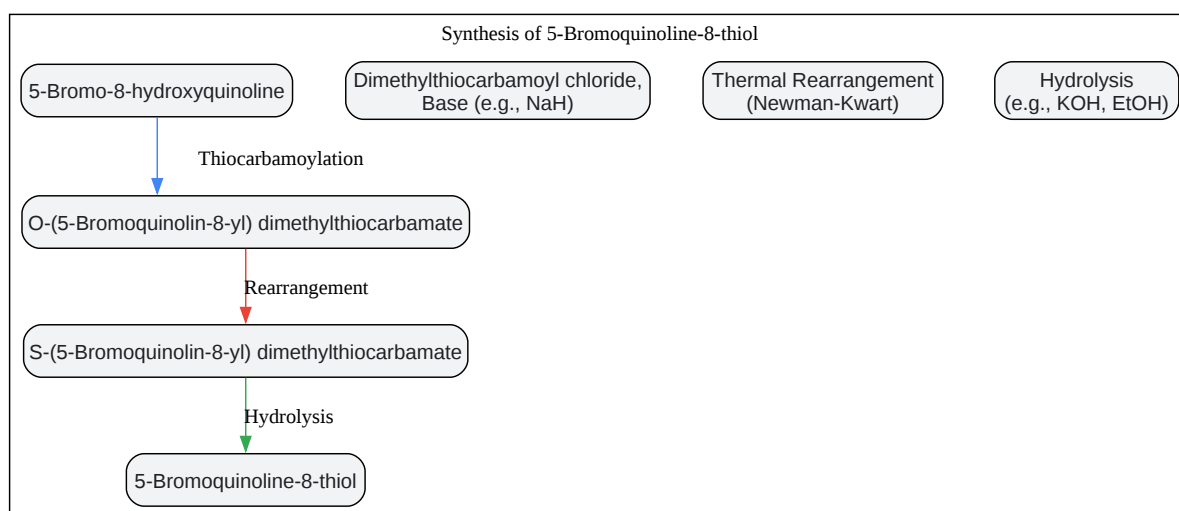 Synthesis of 5-Bromoquinoline-8-thiol
5-Bromo-8-hydroxyquinoline
Dimethylthiocarbamoyl chloride,
Base (e.g., NaH)
Thermal Rearrangement
(Newman-Kwart)
Hydrolysis
(e.g., KOH, EtOH)
Thiocarbamoylation
O-(5-Bromoquinolin-8-yl) dimethylthiocarbamate
Rearrangement
S-(5-Bromoquinolin-8-yl) dimethylthiocarbamate
Hydrolysis
5-Bromoquinoline-8-thiol